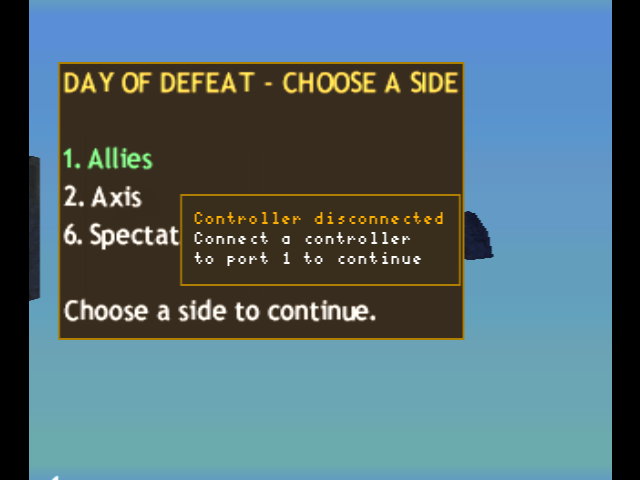 DAY OF DEFEAT - CHOOSE A SIDE
1. Allies
2. Axis
6. Spectat
Controller disconnected
Connect a controller
to port 1 to continue
Choose a side to continue.